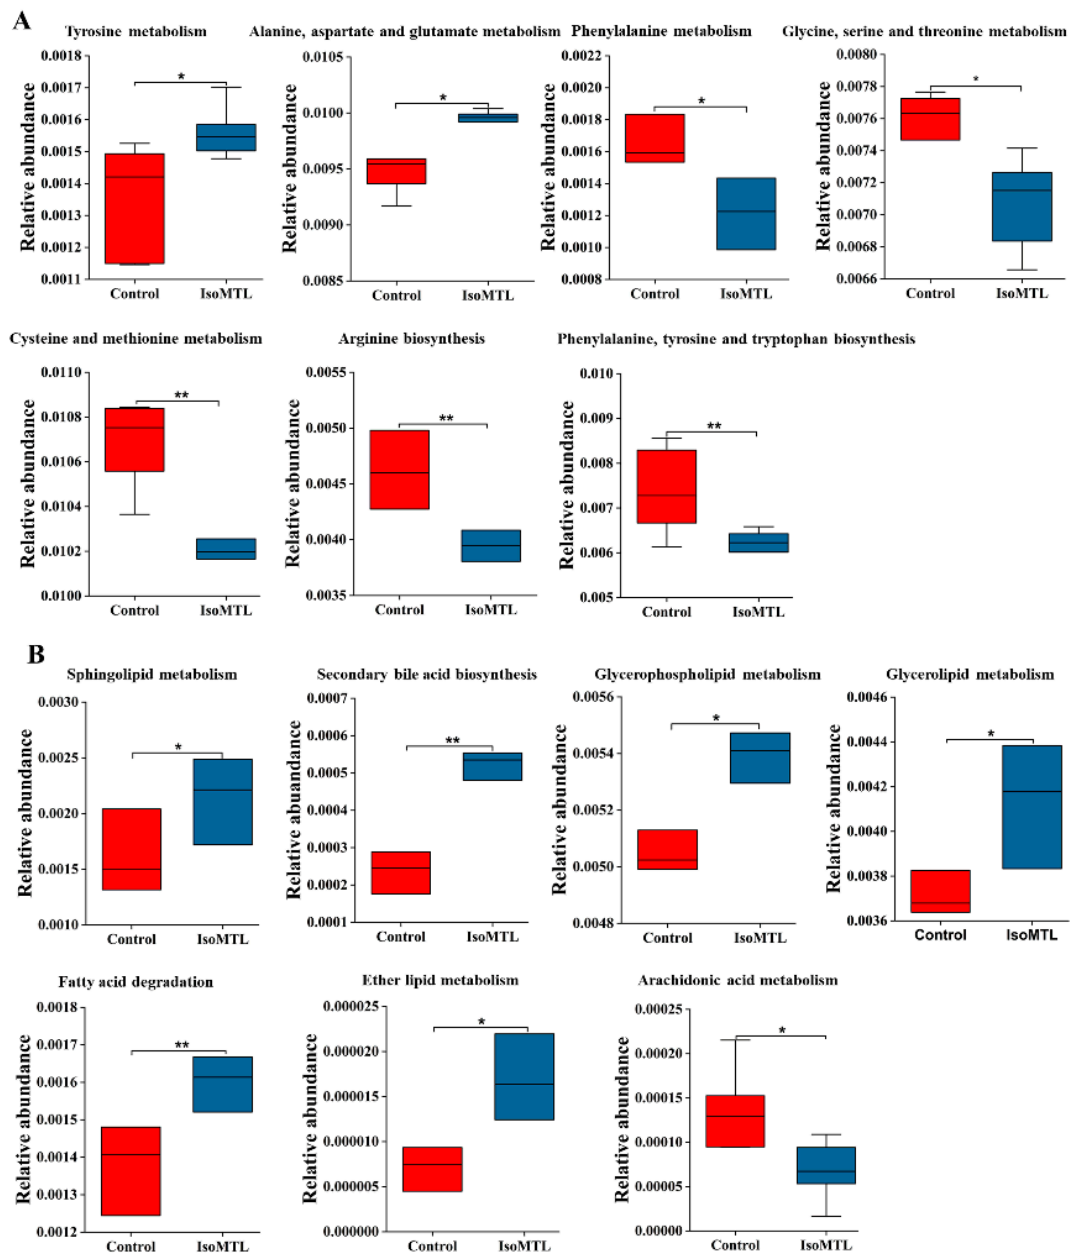 A
Tyrosine metabolism
Relative abundance
0.0018
0.0017
0.0016
0.0015
0.0014
0.0013
0.0012
0.0011
*
Control IsoMTL
Alanine, aspartate and glutamate metabolism
Relative abundance
0.0105
0.0100
0.0095
0.0090
0.0085
*
Control IsoMTL
Phenylalanine metabolism
Relative abundance
0.0022
0.0020
0.0018
0.0016
0.0014
0.0012
0.0010
0.0008
*
Control IsoMTL
Glycine, serine and threonine metabolism
Relative abundance
0.0080
0.0078
0.0076
0.0074
0.0072
0.0070
0.0068
0.0066
*
Control IsoMTL
Cysteine and methionine metabolism
Relative abundance
0.0110
0.0108
0.0106
0.0104
0.0102
0.0100
**
Control IsoMTL
Arginine biosynthesis
Relative abundance
0.0055
0.0050
0.0045
0.0040
0.0035
**
Control IsoMTL
Phenylalanine, tyrosine and tryptophan biosynthesis
Relative abundance
0.010
0.009
0.008
0.007
0.006
0.005
**
Control IsoMTL
B
Sphingolipid metabolism
Relative abundance
0.0030
0.0025
0.0020
0.0015
0.0010
*
Control IsoMTL
Secondary bile acid biosynthesis
Relative abundance
0.0007
0.0006
0.0005
0.0004
0.0003
0.0002
0.0001
**
Control IsoMTL
Glycerophospholipid metabolism
Relative abundance
0.0056
0.0054
0.0052
0.0050
0.0048
*
Control IsoMTL
Glycerolipid metabolism
Relative abundance
0.0046
0.0044
0.0042
0.0040
0.0038
0.0036
*
Control IsoMTL
Fatty acid degradation
Relative abundance
0.0018
0.0017
0.0016
0.0015
0.0014
0.0013
0.0012
**
Control IsoMTL
Ether lipid metabolism
Relative abundance
0.000025
0.000020
0.000015
0.000010
0.000005
0.000000
*
Control IsoMTL
Arachidonic acid metabolism
Relative abundance
0.00025
0.00020
0.00015
0.00010
0.00005
0.00000
*
Control IsoMTL